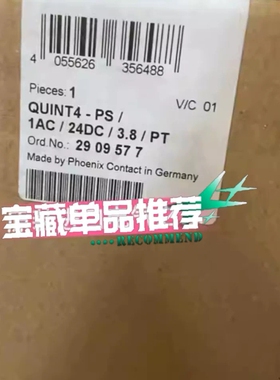 4 055626 356488
Pieces: 1
V/C 01
QUINT4 - PS /
1AC / 24DC / 3.8 / PT
Ord.No.: 29 09 57 7
Made by Phoenix Contact in Germany
宝藏单品推荐
RECOMMEND